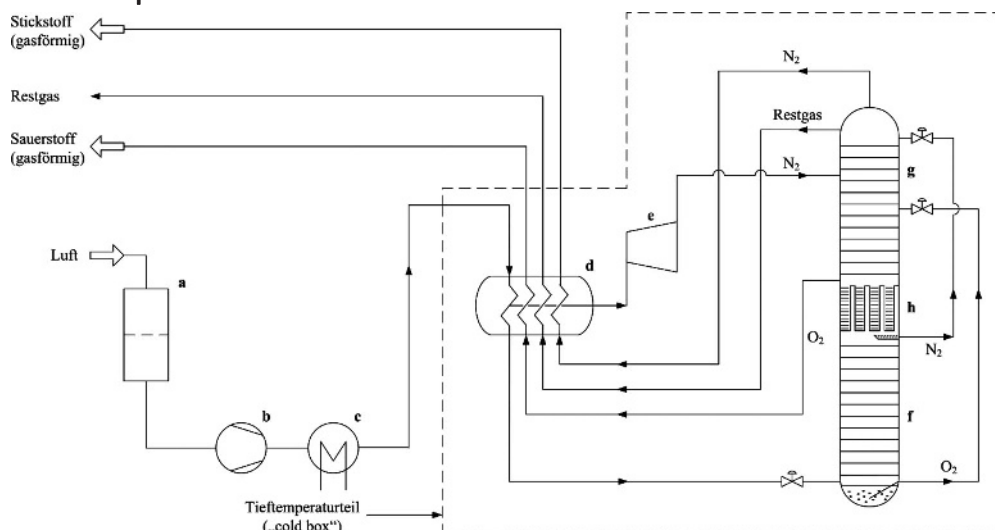 Stickstoff
(gasförmig)
N₂
Restgas
Restgas
Sauerstoff
(gasförmig)
N₂
g
e
Luft
a
d
h
O₂
N₂
b
c
f
O₂
Tieftemperaturteil
(„cold box“)